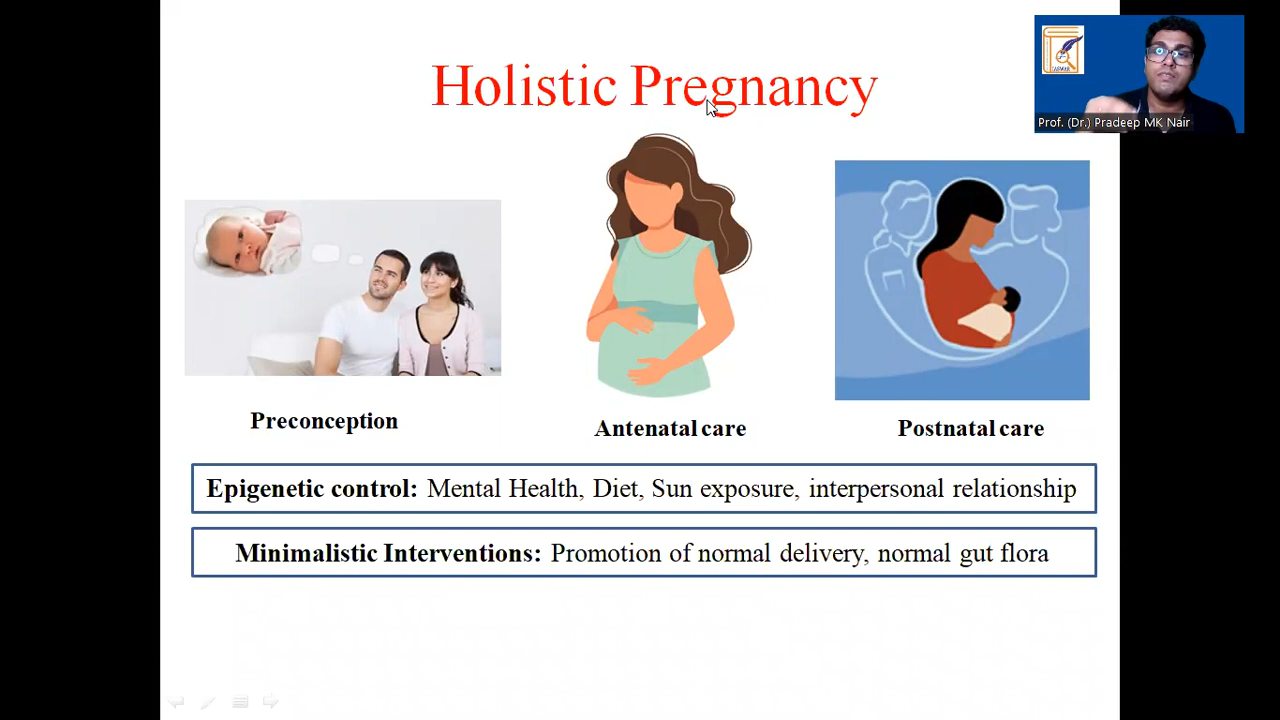 Holistic Pregnancy
Prof. (Dr.) Pradeep MK Nair
Preconception
Antenatal care
Postnatal care
Epigenetic control: Mental Health, Diet, Sun exposure, interpersonal relationship
Minimalistic Interventions: Promotion of normal delivery, normal gut flora